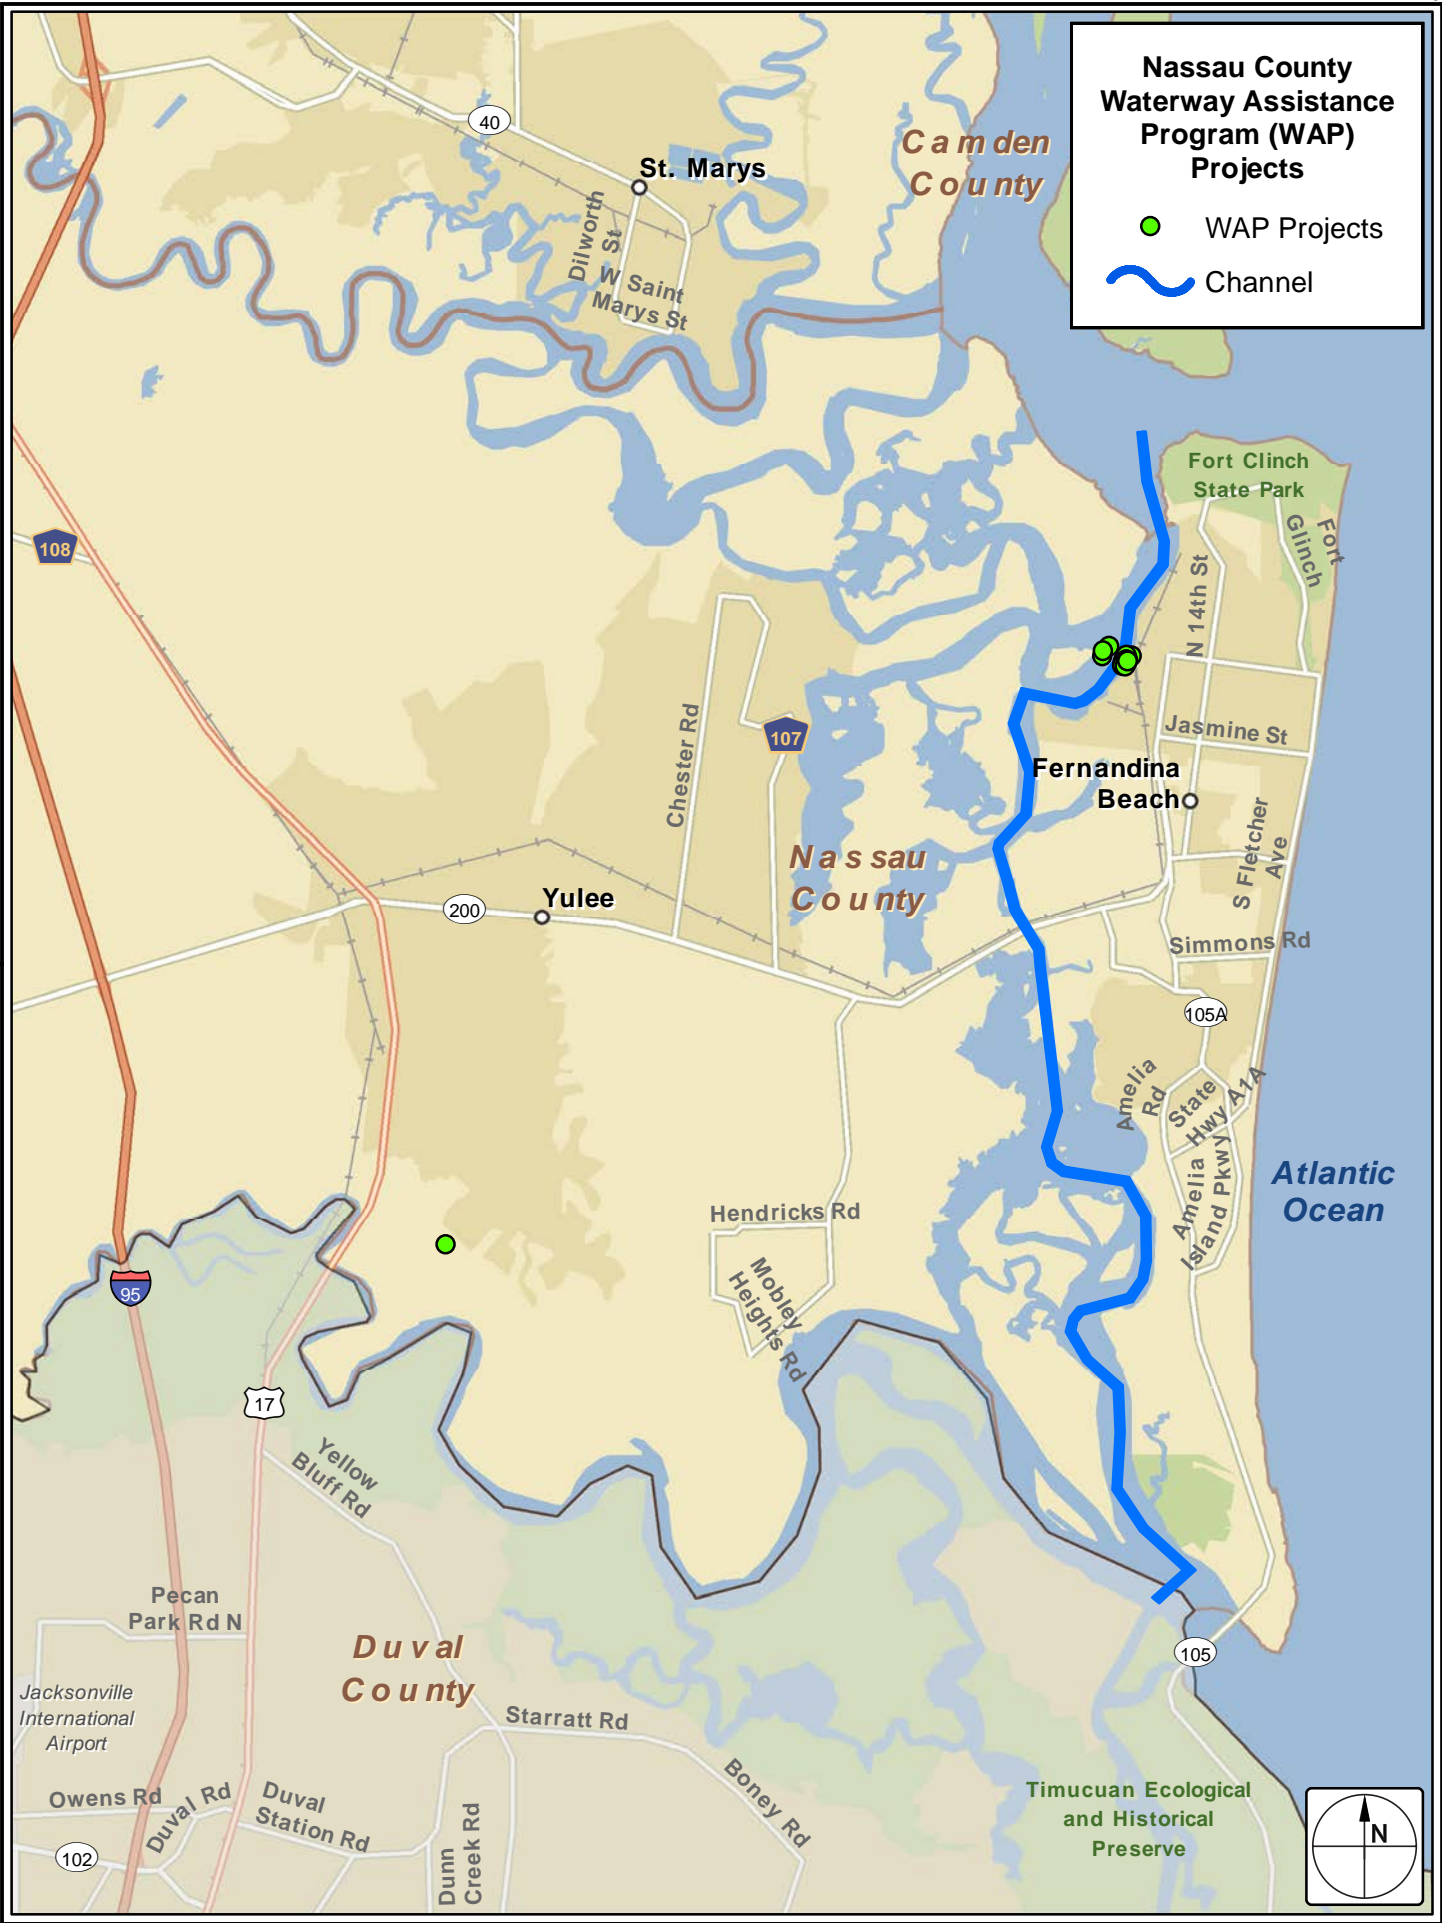 Nassau County
Waterway Assistance
Program (WAP)
Projects
WAP Projects
Channel
Camden
County
40
St. Marys
Dilworth
St
W Saint
Marys St
Fort Clinch
State Park
Fort
Glinch
108
N 14th St
Chester Rd
107
Jasmine St
Fernandina
Beach
S Fletcher
Ave
Nassau
County
200
Yulee
Simmons Rd
105A
Amelia
Rd
State
Hwy A1A
Amelia
Island Pkwy
Atlantic
Ocean
Hendricks Rd
Mobley
Heights Rd
95
17
Yellow
Bluff Rd
Pecan
Park Rd N
Duval
County
105
Jacksonville
International
Airport
Starratt Rd
Boney Rd
Owens Rd
Duval Rd
Duval
Station Rd
Dunn
Creek Rd
102
Timucuan Ecological
and Historical
Preserve
N